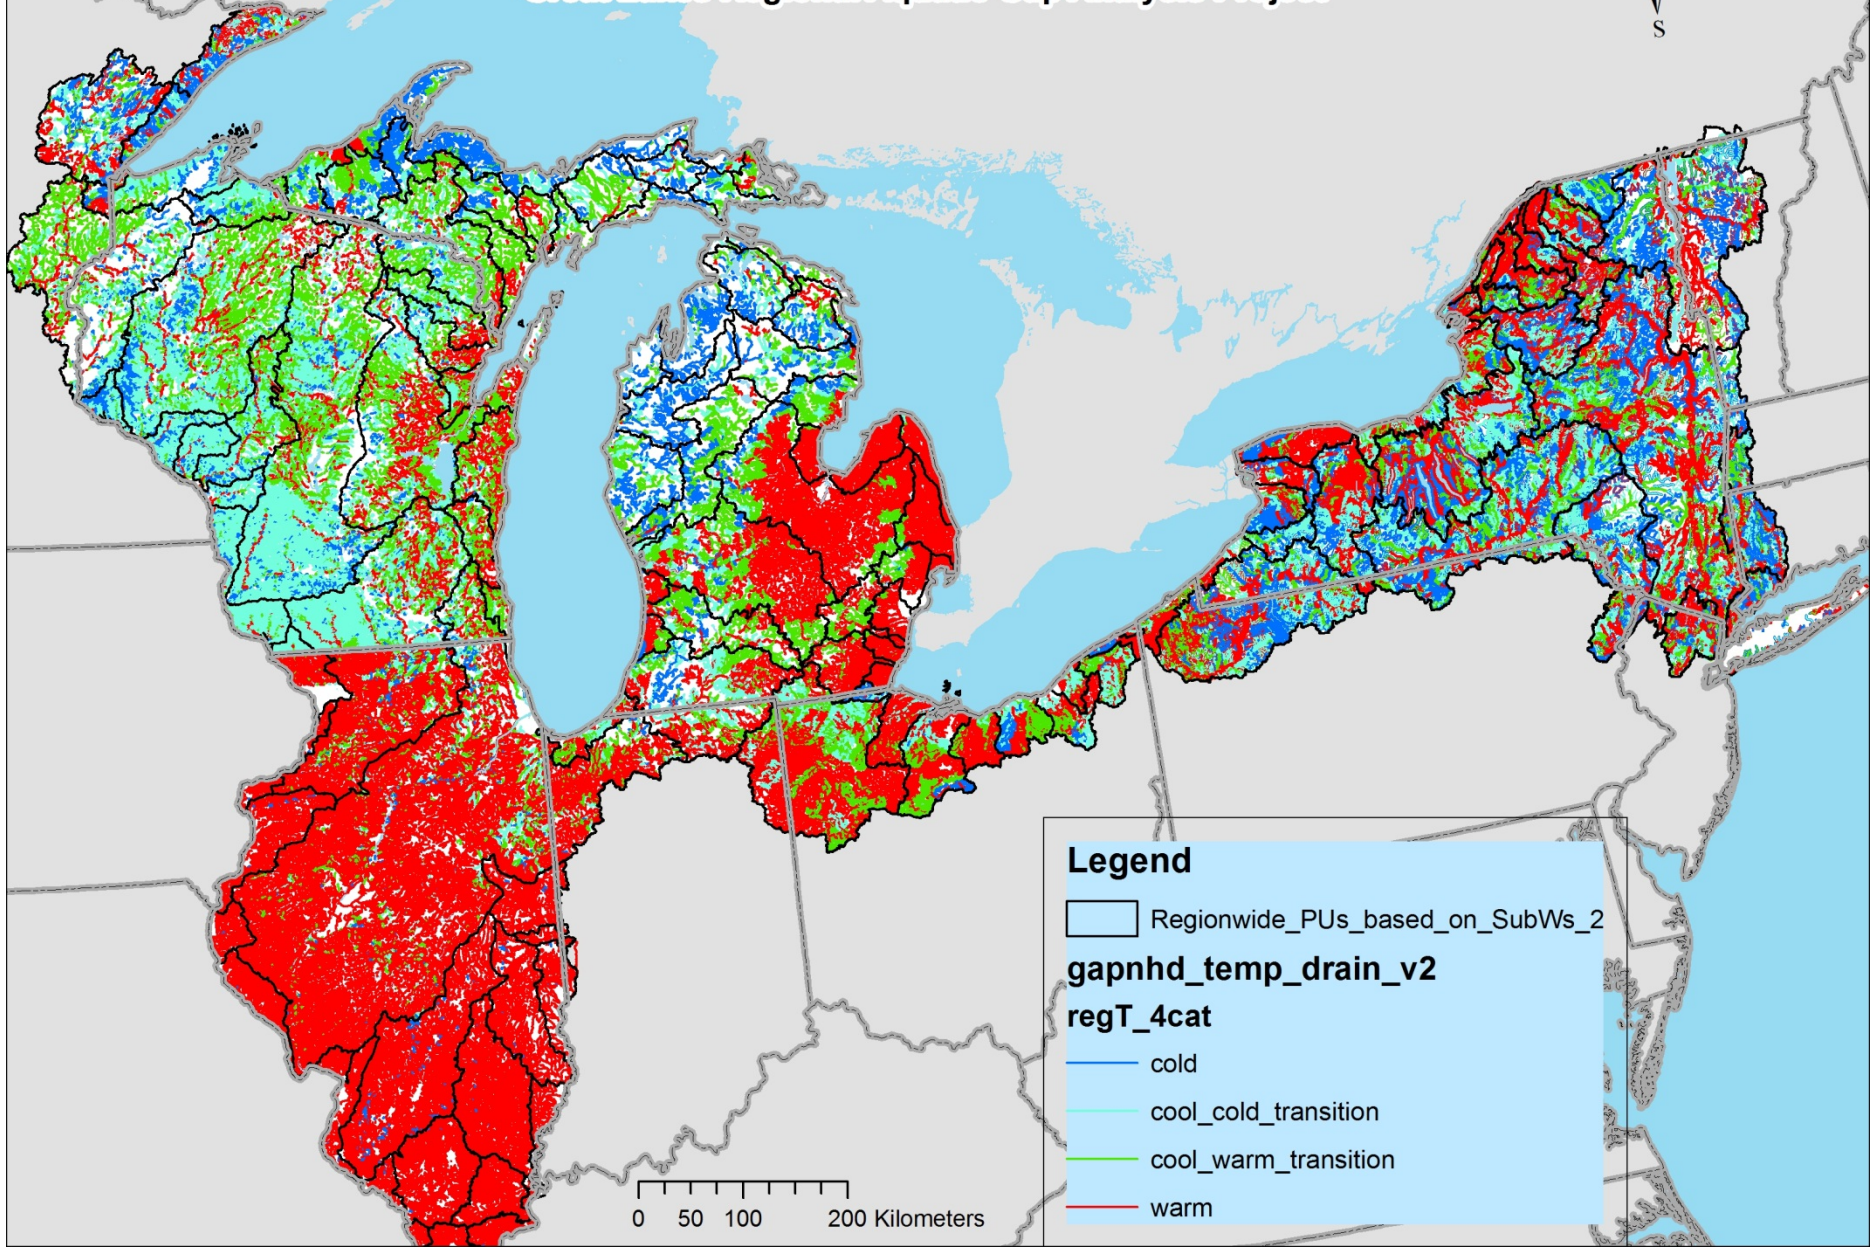 S
Legend
Regionwide_PUs_based_on_SubWs_2
gapnhd_temp_drain_v2
regT_4cat
cold
cool_cold_transition
cool_warm_transition
warm
0 50 100 200 Kilometers